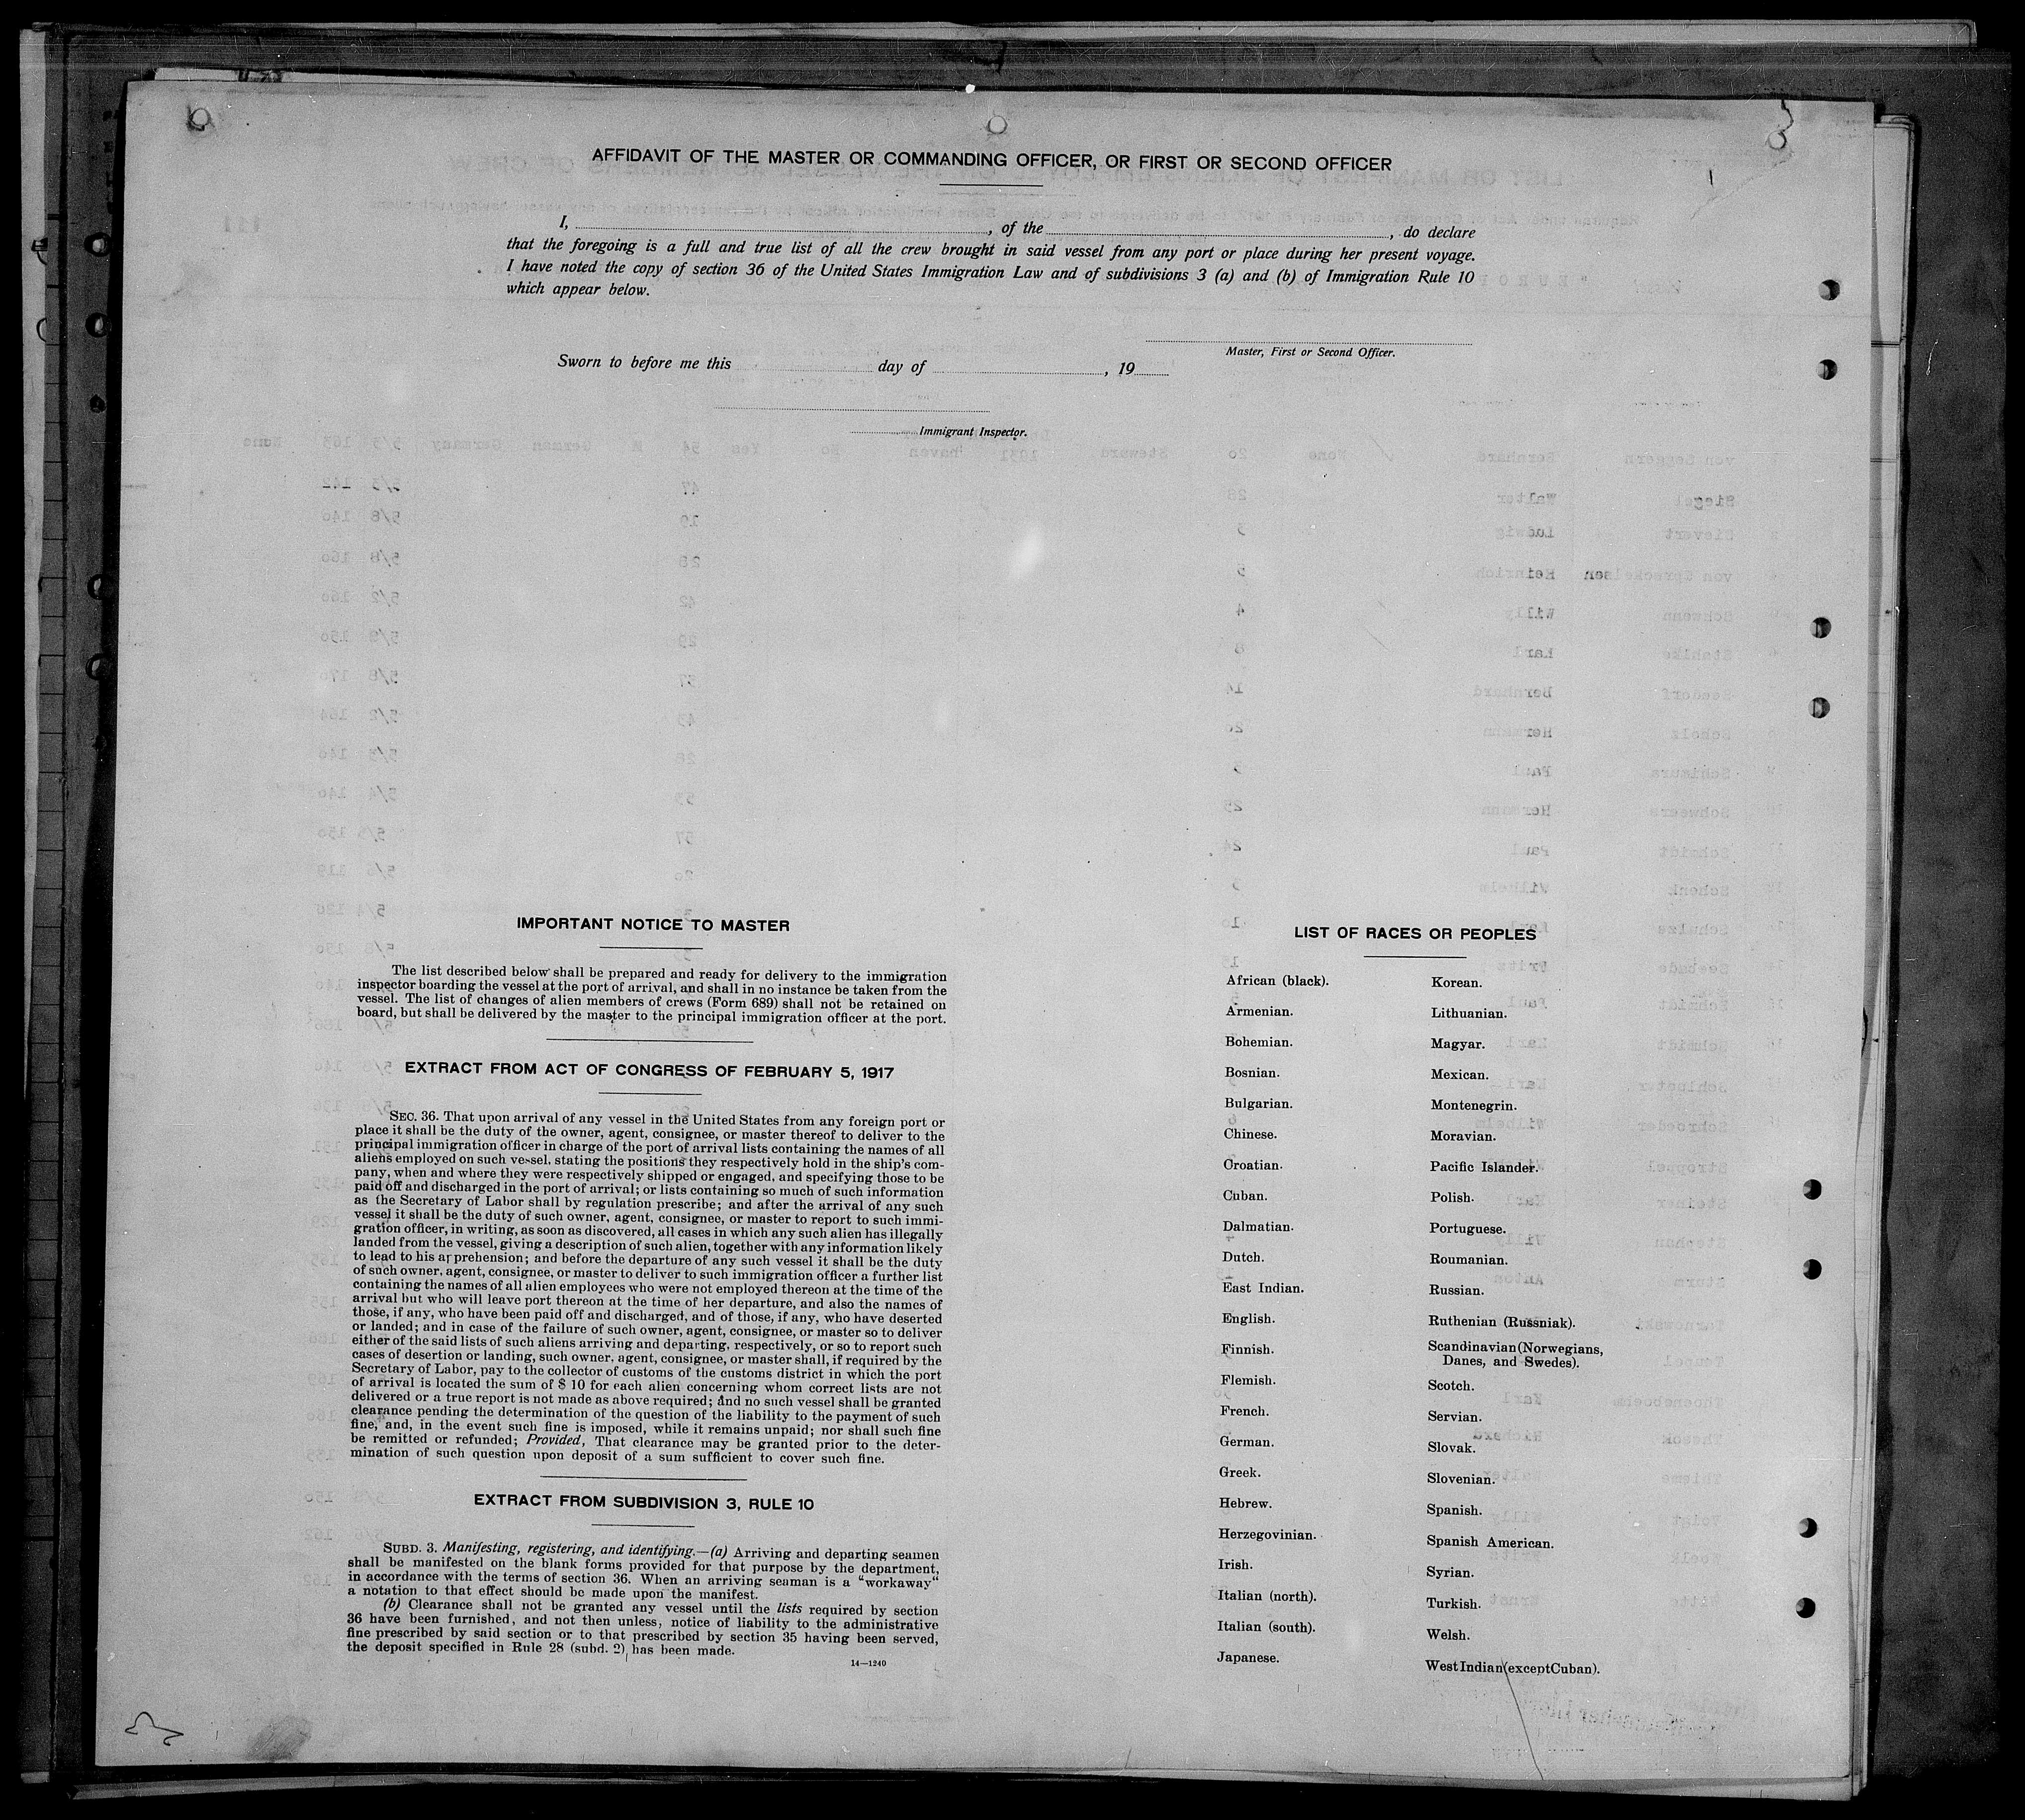 AFFIDAVIT OF THE MASTER OR COMMANDING OFFICER, OR FIRST OR SECOND OFFICER
I, , of the , do declare
that the foregoing is a full and true list of all the crew brought in said vessel from any port or place during her present voyage.
I have noted the copy of section 36 of the United States Immigration Law and of subdivisions 3 (a) and (b) of Immigration Rule 10
which appear below.
Master, First or Second Officer.
Sworn to before me this day of , 19
Immigrant Inspector.
IMPORTANT NOTICE TO MASTER
The list described below shall be prepared and ready for delivery to the immigration
inspector boarding the vessel at the port of arrival, and shall in no instance be taken from the
vessel. The list of changes of alien members of crews (Form 689) shall not be retained on
board, but shall be delivered by the master to the principal immigration officer at the port.
EXTRACT FROM ACT OF CONGRESS OF FEBRUARY 5, 1917
SEC. 36. That upon arrival of any vessel in the United States from any foreign port or
place it shall be the duty of the owner, agent, consignee, or master thereof to deliver to the
principal immigration officer in charge of the port of arrival lists containing the names of all
aliens employed on such vessel, stating the positions they respectively hold in the ship's com-
pany, when and where they were respectively shipped or engaged, and specifying those to be
paid off and discharged in the port of arrival; or lists containing so much of such information
as the Secretary of Labor shall by regulation prescribe; and after the arrival of any such
vessel it shall be the duty of such owner, agent, consignee, or master to report to such immi-
gration officer, in writing, as soon as discovered, all cases in which any such alien has illegally
landed from the vessel, giving a description of such alien, together with any information likely
to lead to his apprehension; and before the departure of any such vessel it shall be the duty
of such owner, agent, consignee, or master to deliver to such immigration officer a further list
containing the names of all alien employees who were not employed thereon at the time of the
arrival but who will leave port thereon at the time of her departure, and also the names of
those, if any, who have been paid off and discharged, and of those, if any, who have deserted
or landed; and in case of the failure of such owner, agent, consignee, or master so to deliver
either of the said lists of such aliens arriving and departing, respectively, or so to report such
cases of desertion or landing, such owner, agent, consignee, or master shall, if required by the
Secretary of Labor, pay to the collector of customs of the customs district in which the port
of arrival is located the sum of $ 10 for each alien concerning whom correct lists are not
delivered or a true report is not made as above required; and no such vessel shall be granted
clearance pending the determination of the question of the liability to the payment of such
fine, and, in the event such fine is imposed, while it remains unpaid; nor shall such fine
be remitted or refunded; Provided, That clearance may be granted prior to the deter-
mination of such question upon deposit of a sum sufficient to cover such fine.
EXTRACT FROM SUBDIVISION 3, RULE 10
SUBD. 3. Manifesting, registering, and identifying.—(a) Arriving and departing seamen
shall be manifested on the blank forms provided for that purpose by the department,
in accordance with the terms of section 36. When an arriving seaman is a "workaway"
a notation to that effect should be made upon the manifest.
(b) Clearance shall not be granted any vessel until the lists required by section
36 have been furnished, and not then unless, notice of liability to the administrative
fine prescribed by said section or to that prescribed by section 35 having been served,
the deposit specified in Rule 28 (subd. 2) has been made.
14—1240
LIST OF RACES OR PEOPLES
African (black).
Armenian.
Bohemian.
Bosnian.
Bulgarian.
Chinese.
Croatian.
Cuban.
Dalmatian.
Dutch.
East Indian.
English.
Finnish.
Flemish.
French.
German.
Greek.
Hebrew.
Herzegovinian.
Irish.
Italian (north).
Italian (south).
Japanese.
Korean.
Lithuanian.
Magyar.
Mexican.
Montenegrin.
Moravian.
Pacific Islander.
Polish.
Portuguese.
Roumanian.
Russian.
Ruthenian (Russniak).
Scandinavian (Norwegians,
Danes, and Swedes).
Scotch.
Servian.
Slovak.
Slovenian.
Spanish.
Spanish American.
Syrian.
Turkish.
Welsh.
West Indian (except Cuban).